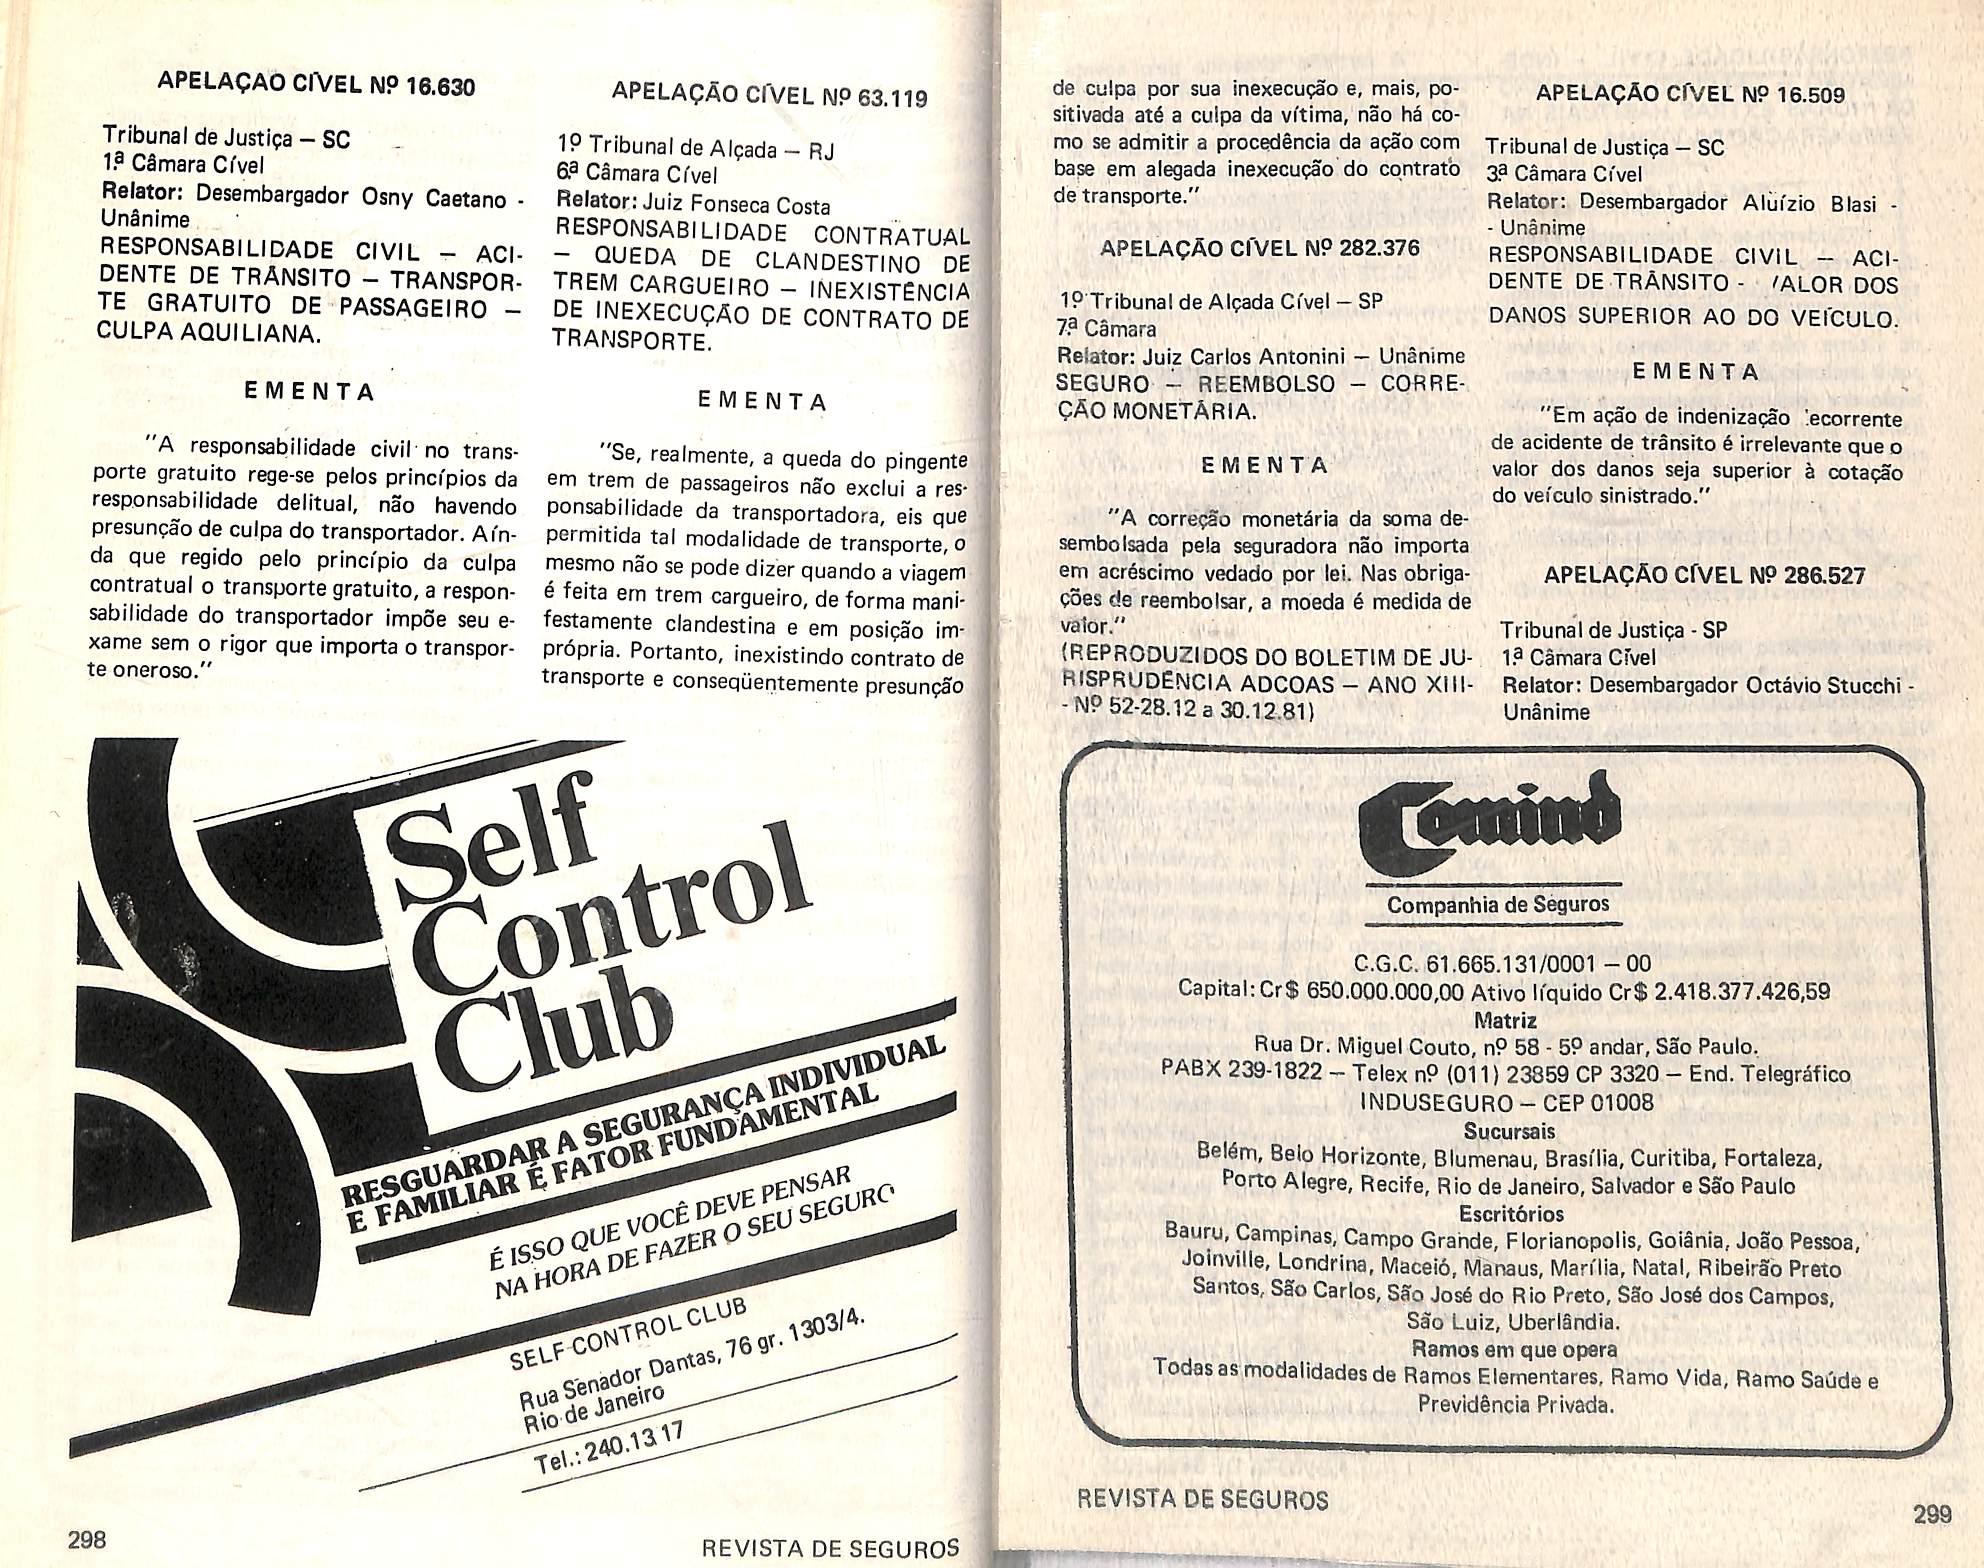 APELAÇAO CÍVEL Nº 16.630
Tribunal de Justiça — SC
1ª Câmara Cível
Relator: Desembargador Osny Caetano -
Unânime
RESPONSABILIDADE CIVIL — ACI-
DENTE DE TRÂNSITO — TRANSPOR-
TE GRATUITO DE PASSAGEIRO —
CULPA AQUILIANA.
EMENTA
"A responsabilidade civil no trans-
porte gratuito rege-se pelos princípios da
responsabilidade delitual, não havendo
presunção de culpa do transportador. Aín-
da que regido pelo princípio da culpa
contratual o transporte gratuito, a respon-
sabilidade do transportador impõe seu e-
xame sem o rigor que importa o transpor-
te oneroso."
APELAÇÃO CÍVEL Nº 63.119
1º Tribunal de Alçada — RJ
6ª Câmara Cível
Relator: Juiz Fonseca Costa
RESPONSABILIDADE CONTRATUAL
— QUEDA DE CLANDESTINO DE
TREM CARGUEIRO — INEXISTÊNCIA
DE INEXECUÇÃO DE CONTRATO DE
TRANSPORTE.
EMENTA
"Se, realmente, a queda do pingente
em trem de passageiros não exclui a res-
ponsabilidade da transportadora, eis que
permitida tal modalidade de transporte, o
mesmo não se pode dizer quando a viagem
é feita em trem cargueiro, de forma mani-
festamente clandestina e em posição im-
própria. Portanto, inexistindo contrato de
transporte e conseqüentemente presunção
Self
Control
Club
RESGUARDAR A SEGURANÇA INDIVIDUAL
E FAMILIAR É FATOR FUNDAMENTAL
É ISSO QUE VOCÊ DEVE PENSAR
NA HORA DE FAZER O SEU SEGURO
SELF CONTROL CLUB
Rua Senador Dantas, 76 gr. 1303/4.
Rio de Janeiro
Tel.: 240.1317
298
REVISTA DE SEGUROS
de culpa por sua inexecução e, mais, po-
sitivada até a culpa da vítima, não há co-
mo se admitir a procedência da ação com
base em alegada inexecução do contrato
de transporte."
APELAÇÃO CÍVEL Nº 282.376
1º Tribunal de Alçada Cível — SP
7ª Câmara
Relator: Juiz Carlos Antonini — Unânime
SEGURO — REEMBOLSO — CORRE-
ÇÃO MONETÁRIA.
EMENTA
"A correção monetária da soma de-
sembolsada pela seguradora não importa
em acréscimo vedado por lei. Nas obriga-
ções de reembolsar, a moeda é medida de
valor."
(REPRODUZIDOS DO BOLETIM DE JU-
RISPRUDÊNCIA ADCOAS — ANO XIII-
- Nº 52-28.12 a 30.12.81)
APELAÇÃO CÍVEL Nº 16.509
Tribunal de Justiça — SC
3ª Câmara Cível
Relator: Desembargador Aluízio Blasi -
- Unânime
RESPONSABILIDADE CIVIL — ACI-
DENTE DE TRÂNSITO - VALOR DOS
DANOS SUPERIOR AO DO VEÍCULO.
EMENTA
"Em ação de indenização decorrente
de acidente de trânsito é irrelevante que o
valor dos danos seja superior à cotação
do veículo sinistrado."
APELAÇÃO CÍVEL Nº 286.527
Tribunal de Justiça - SP
1ª Câmara Cível
Relator: Desembargador Octávio Stucchi -
Unânime
Comind
Companhia de Seguros
C.G.C. 61.665.131/0001 — 00
Capital: Cr$ 650.000.000,00 Ativo líquido Cr$ 2.418.377.426,59
Matriz
Rua Dr. Miguel Couto, nº 58 - 5º andar, São Paulo.
PABX 239-1822 — Telex nº (011) 23859 CP 3320 — End. Telegráfico
INDUSEGURO — CEP 01008
Sucursais
Belém, Belo Horizonte, Blumenau, Brasília, Curitiba, Fortaleza,
Porto Alegre, Recife, Rio de Janeiro, Salvador e São Paulo
Escritórios
Bauru, Campinas, Campo Grande, Florianopolis, Goiânia, João Pessoa,
Joinville, Londrina, Maceió, Manaus, Marília, Natal, Ribeirão Preto
Santos, São Carlos, São José do Rio Preto, São José dos Campos,
São Luiz, Uberlândia.
Ramos em que opera
Todas as modalidades de Ramos Elementares, Ramo Vida, Ramo Saúde e
Previdência Privada.
REVISTA DE SEGUROS
299